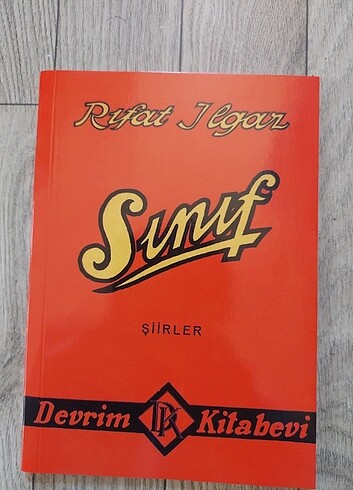 Rıfat Ilgaz
Sınıf
ŞİİRLER
Devrim DK Kitabevi